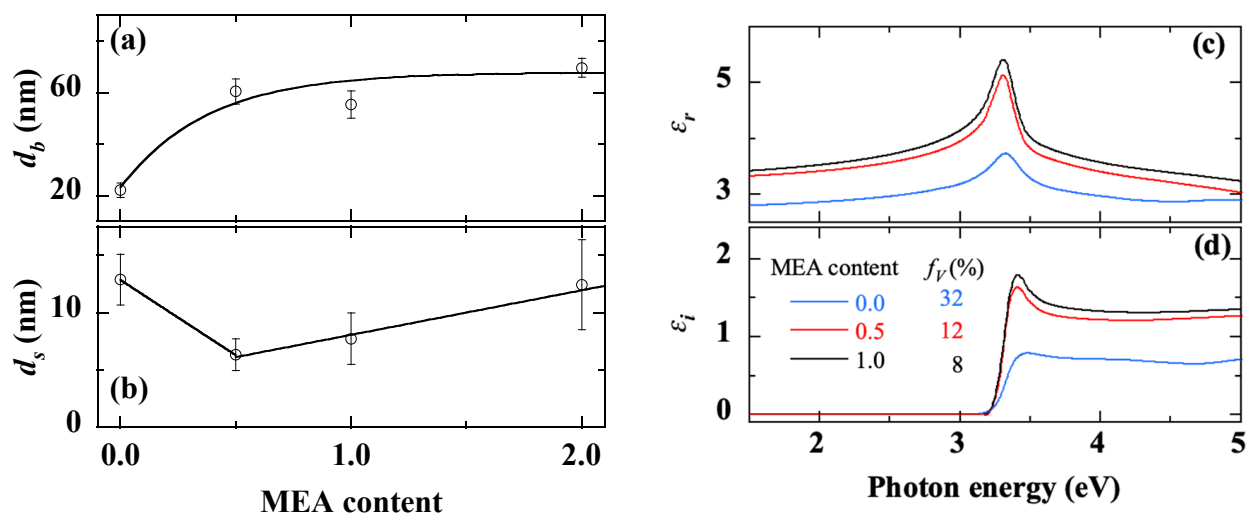 (a)
60
20
d_b (nm)
(b)
10
0
d_s (nm)
0.0 1.0 2.0
MEA content
(c)
5
3
ε_r
(d)
2
1
0
ε_i
MEA content f_V(%)
0.0 32
0.5 12
1.0 8
2 3 4 5
Photon energy (eV)